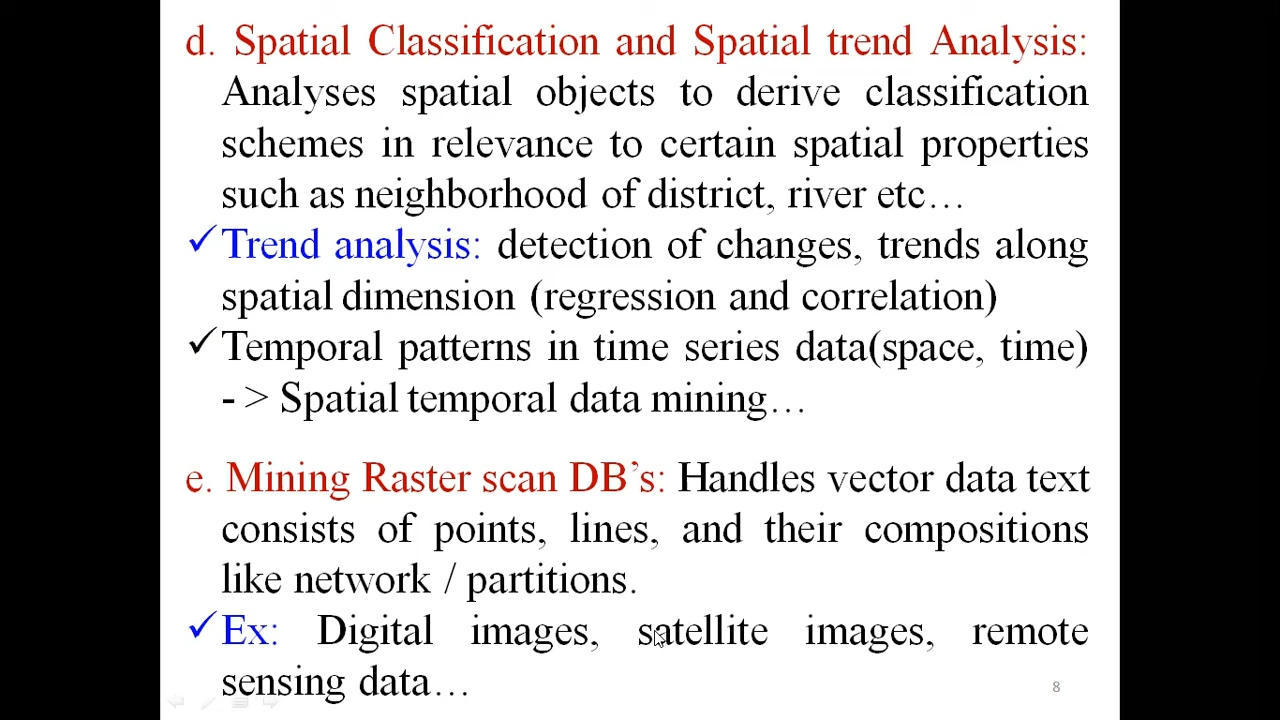 d. Spatial Classification and Spatial trend Analysis:
Analyses spatial objects to derive classification
schemes in relevance to certain spatial properties
such as neighborhood of district, river etc…
✓Trend analysis: detection of changes, trends along
spatial dimension (regression and correlation)
✓Temporal patterns in time series data(space, time)
- > Spatial temporal data mining…
e. Mining Raster scan DB’s: Handles vector data text
consists of points, lines, and their compositions
like network / partitions.
✓Ex: Digital images, satellite images, remote
sensing data…
8